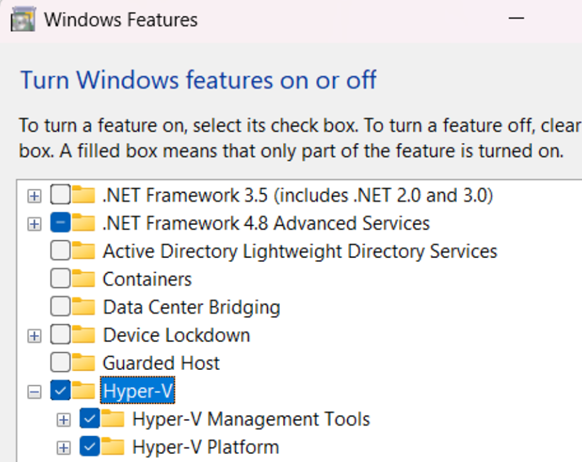 Windows Features
Turn Windows features on or off
To turn a feature on, select its check box. To turn a feature off, clear
box. A filled box means that only part of the feature is turned on.
.NET Framework 3.5 (includes .NET 2.0 and 3.0)
.NET Framework 4.8 Advanced Services
Active Directory Lightweight Directory Services
Containers
Data Center Bridging
Device Lockdown
Guarded Host
Hyper-V
Hyper-V Management Tools
Hyper-V Platform